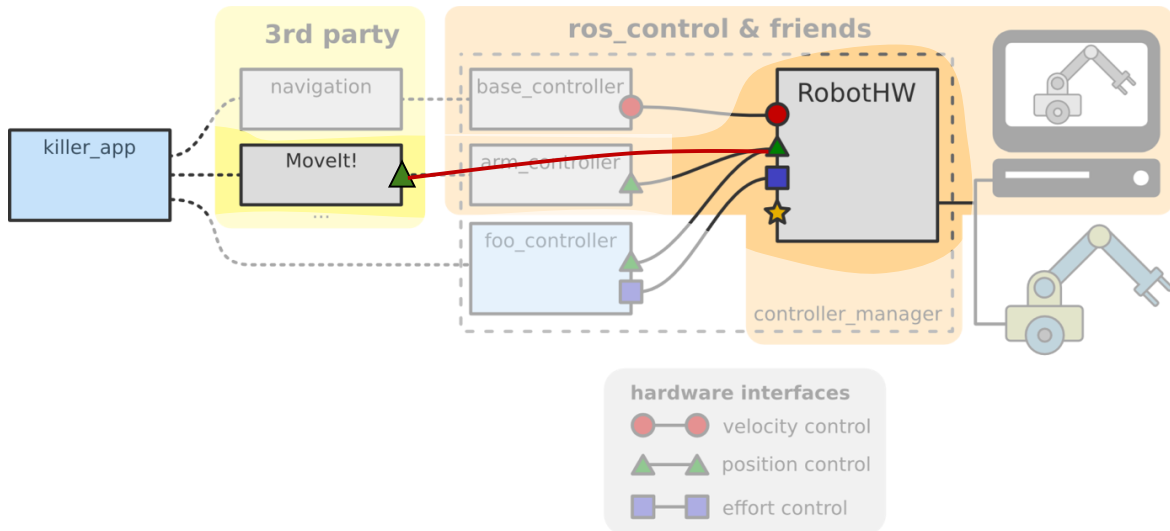 3rd party
ros_control & friends
navigation
base_controller
RobotHW
killer_app
MoveIt!
arm_controller
...
foo_controller
controller_manager
hardware interfaces
velocity control
position control
effort control